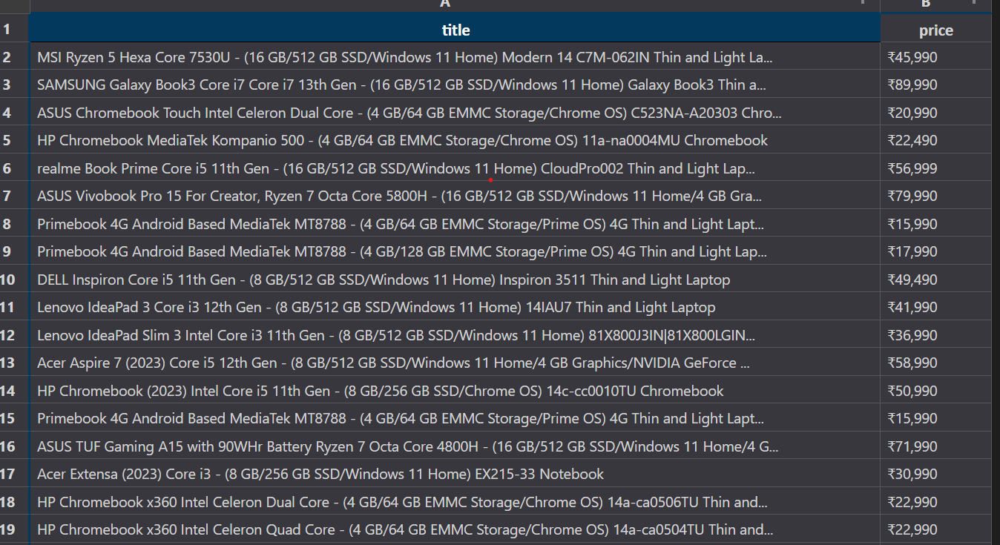 A B
1 title price
2 MSI Ryzen 5 Hexa Core 7530U - (16 GB/512 GB SSD/Windows 11 Home) Modern 14 C7M-062IN Thin and Light La... ₹45,990
3 SAMSUNG Galaxy Book3 Core i7 Core i7 13th Gen - (16 GB/512 GB SSD/Windows 11 Home) Galaxy Book3 Thin a... ₹89,990
4 ASUS Chromebook Touch Intel Celeron Dual Core - (4 GB/64 GB EMMC Storage/Chrome OS) C523NA-A20303 Chro... ₹20,990
5 HP Chromebook MediaTek Kompanio 500 - (4 GB/64 GB EMMC Storage/Chrome OS) 11a-na0004MU Chromebook ₹22,490
6 realme Book Prime Core i5 11th Gen - (16 GB/512 GB SSD/Windows 11 Home) CloudPro002 Thin and Light Lap... ₹56,999
7 ASUS Vivobook Pro 15 For Creator, Ryzen 7 Octa Core 5800H - (16 GB/512 GB SSD/Windows 11 Home/4 GB Gra... ₹79,990
8 Primebook 4G Android Based MediaTek MT8788 - (4 GB/64 GB EMMC Storage/Prime OS) 4G Thin and Light Lapt... ₹15,990
9 Primebook 4G Android Based MediaTek MT8788 - (4 GB/128 GB EMMC Storage/Prime OS) 4G Thin and Light Lap... ₹17,990
10 DELL Inspiron Core i5 11th Gen - (8 GB/512 GB SSD/Windows 11 Home) Inspiron 3511 Thin and Light Laptop ₹49,490
11 Lenovo IdeaPad 3 Core i3 12th Gen - (8 GB/512 GB SSD/Windows 11 Home) 14IAU7 Thin and Light Laptop ₹41,990
12 Lenovo IdeaPad Slim 3 Intel Core i3 11th Gen - (8 GB/512 GB SSD/Windows 11 Home) 81X800J3IN|81X800LGIN... ₹36,990
13 Acer Aspire 7 (2023) Core i5 12th Gen - (8 GB/512 GB SSD/Windows 11 Home/4 GB Graphics/NVIDIA GeForce ... ₹58,990
14 HP Chromebook (2023) Intel Core i5 11th Gen - (8 GB/256 GB SSD/Chrome OS) 14c-cc0010TU Chromebook ₹50,990
15 Primebook 4G Android Based MediaTek MT8788 - (4 GB/64 GB EMMC Storage/Prime OS) 4G Thin and Light Lapt... ₹15,990
16 ASUS TUF Gaming A15 with 90WHr Battery Ryzen 7 Octa Core 4800H - (16 GB/512 GB SSD/Windows 11 Home/4 G... ₹71,990
17 Acer Extensa (2023) Core i3 - (8 GB/256 GB SSD/Windows 11 Home) EX215-33 Notebook ₹30,990
18 HP Chromebook x360 Intel Celeron Dual Core - (4 GB/64 GB EMMC Storage/Chrome OS) 14a-ca0506TU Thin and... ₹22,990
19 HP Chromebook x360 Intel Celeron Quad Core - (4 GB/64 GB EMMC Storage/Chrome OS) 14a-ca0504TU Thin and... ₹22,990